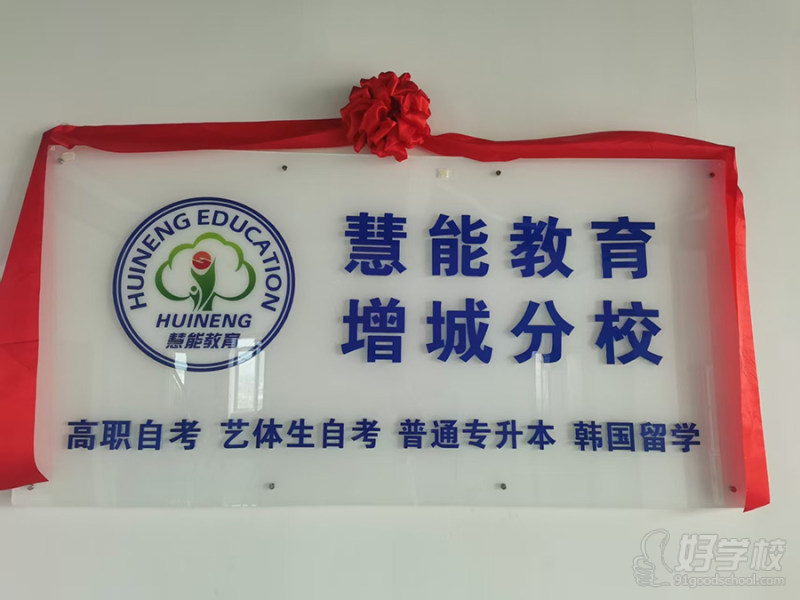 HUINENG EDUCATION
HUINENG
慧能教育
慧能教育
增城分校
高职自考 艺体生自考 普通专升本 韩国留学
好学校
91goodschool.com